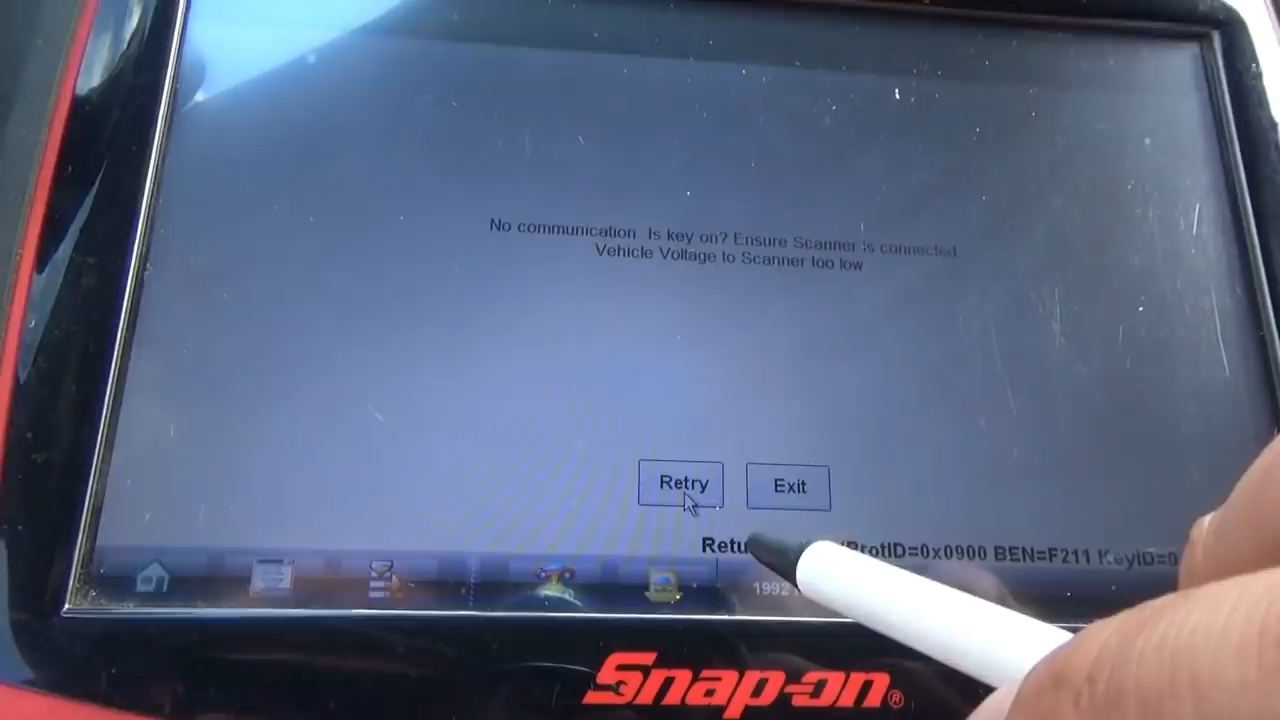 No communication Is key on? Ensure Scanner is connected
Vehicle Voltage to Scanner too low
Retry
Exit
ProtID=0x0900 BEN=F211 KeyID=0
1992
Snap-on®